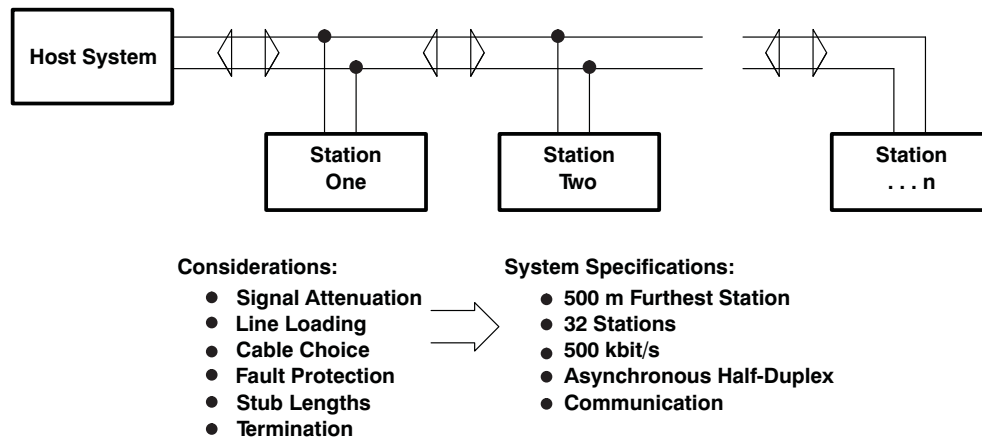 Host System
Station
One
Station
Two
Station
. . . n
Considerations:
● Signal Attenuation
● Line Loading
● Cable Choice
● Fault Protection
● Stub Lengths
● Termination
System Specifications:
● 500 m Furthest Station
● 32 Stations
● 500 kbit/s
● Asynchronous Half-Duplex
● Communication